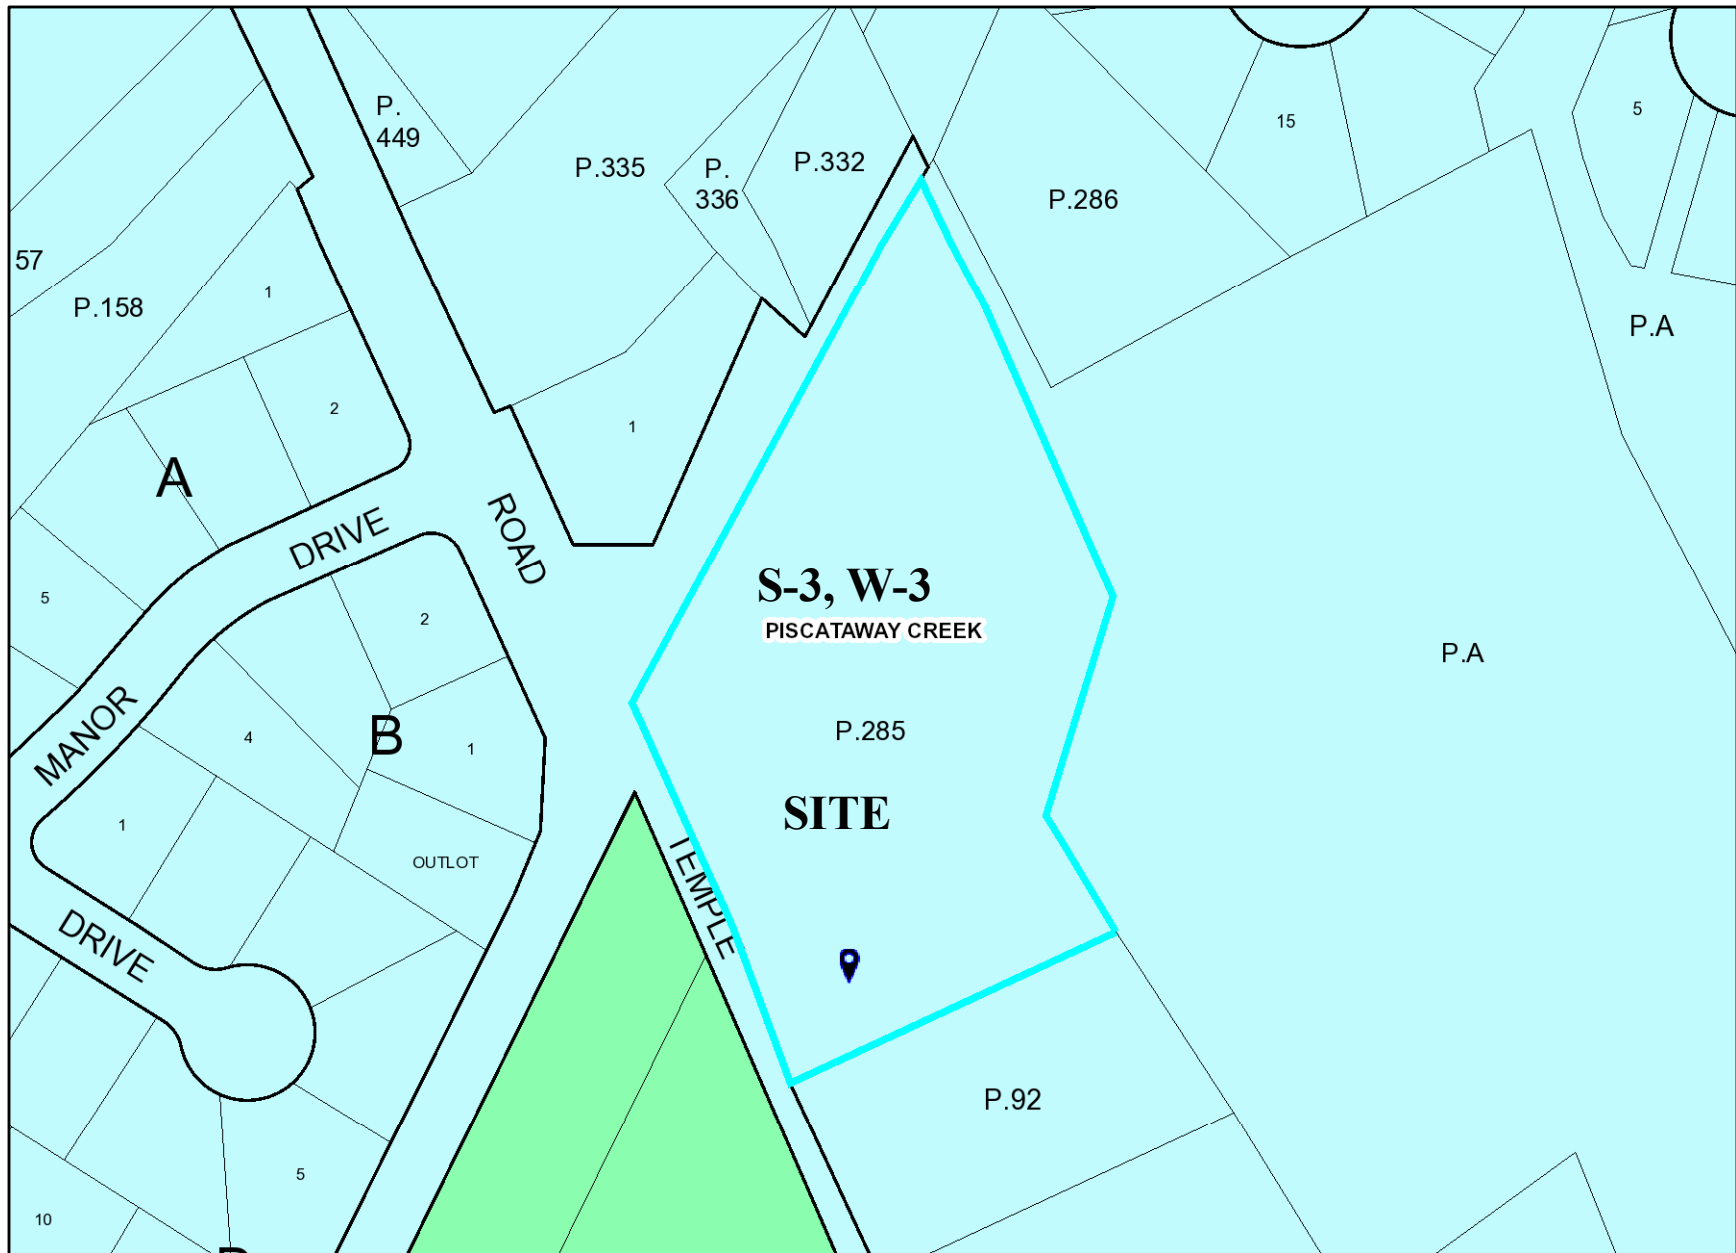 P.
449
15
5
P.335
P.
336
P.332
P.286
57
P.158
1
P.A
2
1
A
ROAD
DRIVE
5
S-3, W-3
PISCATAWAY CREEK
2
P.A
MANOR
B
4
1
P.285
1
SITE
OUTLOT
TEMPLE
DRIVE
P.92
5
10